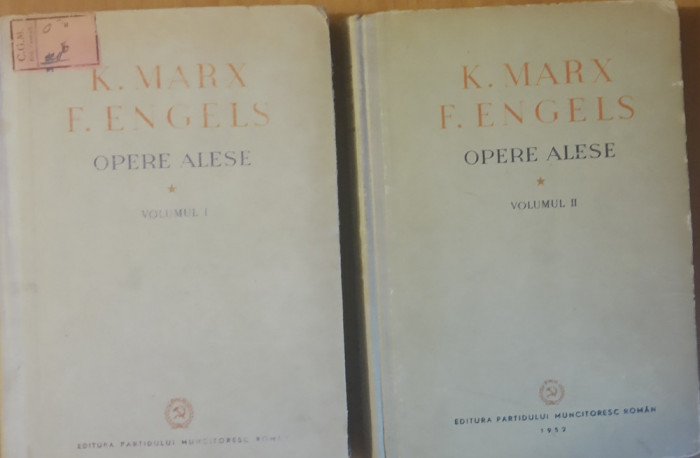 C.G.M.
K. MARX
F. ENGELS
OPERE ALESE
VOLUMUL I
EDITURA PARTIDULUI MUNCITORESC ROMÂN
K. MARX
F. ENGELS
OPERE ALESE
VOLUMUL II
EDITURA PARTIDULUI MUNCITORESC ROMÂN
1952